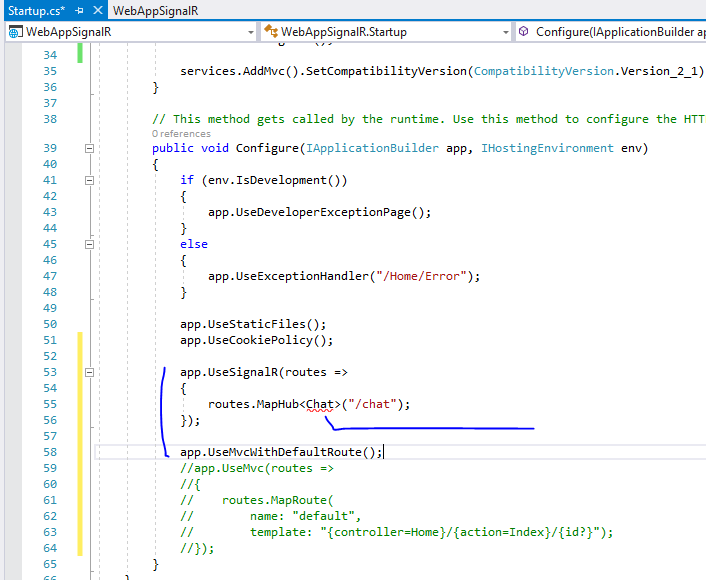 Startup.cs* WebAppSignalR
WebAppSignalR WebAppSignalR.Startup Configure(IApplicationBuilder ap
34
35 services.AddMvc().SetCompatibilityVersion(CompatibilityVersion.Version_2_1)
36 }
37
38 // This method gets called by the runtime. Use this method to configure the HTT
0 references
39 public void Configure(IApplicationBuilder app, IHostingEnvironment env)
40 {
41 if (env.IsDevelopment())
42 {
43 app.UseDeveloperExceptionPage();
44 }
45 else
46 {
47 app.UseExceptionHandler("/Home/Error");
48 }
49
50 app.UseStaticFiles();
51 app.UseCookiePolicy();
52
53 app.UseSignalR(routes =>
54 {
55 routes.MapHub<Chat>("/chat");
56 });
57
58 app.UseMvcWithDefaultRoute();
59 //app.UseMvc(routes =>
60 //{
61 // routes.MapRoute(
62 // name: "default",
63 // template: "{controller=Home}/{action=Index}/{id?}");
64 //});
65 }